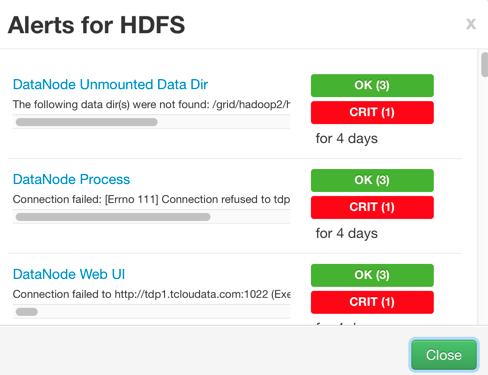 Alerts for HDFS
x
DataNode Unmounted Data Dir
OK (3)
The following data dir(s) were not found: /grid/hadoop2/h
CRIT (1)
for 4 days
DataNode Process
OK (3)
Connection failed: [Errno 111] Connection refused to tdp
CRIT (1)
for 4 days
DataNode Web UI
OK (3)
Connection failed to http://tdp1.tcloudata.com:1022 (Exe
CRIT (1)
for 4 days
Close